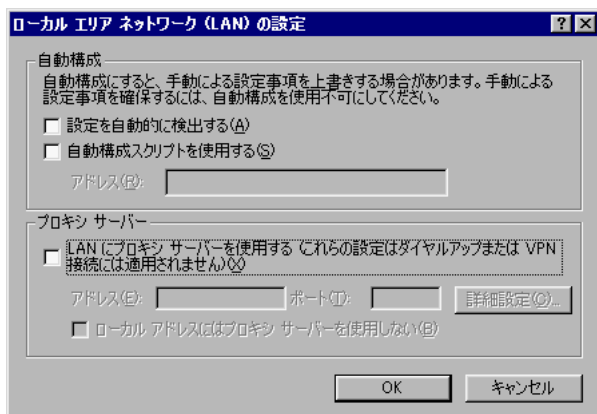 ローカル エリア ネットワーク (LAN) の設定
自動構成
自動構成にすると、手動による設定事項を上書きする場合があります。手動による
設定事項を確保するには、自動構成を使用不可にしてください。
設定を自動的に検出する(A)
自動構成スクリプトを使用する(S)
アドレス(R):
プロキシ サーバー
LAN にプロキシ サーバーを使用する (これらの設定はダイヤルアップまたは VPN
接続には適用されません)(X)
アドレス(E): ポート(T): 詳細設定(C)...
ローカル アドレスにはプロキシ サーバーを使用しない(B)
OK キャンセル